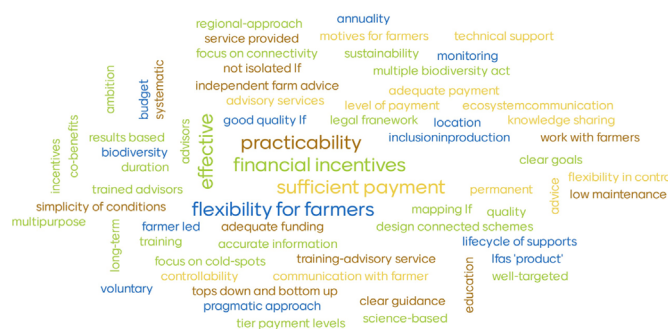 annuality
regional-approach
service provided
motives for farmers
technical support
focus on connectivity
sustainability
monitoring
not isolated lf
multiple biodiversity act
ambition
budget
systematic
independent farm advice
adequate payment
advisory services
level of payment
ecosystemcommunication
co-benefits
advisors
effective
good quality lf
legal franework
location
knowledge sharing
results based
practicability
inclusioninproduction
work with farmers
incentives
biodiversity
duration
financial incentives
clear goals
trained advisors
sufficient payment
permanent
advice
flexibility in contro
low maintenance
simplicity of conditions
flexibility for farmers
mapping lf
quality
multipurpose
long-term
farmer led
adequate funding
design connected schemes
training
accurate information
lifecycle of supports
focus on cold-spots
training-advisory service
education
lfas 'product'
controllability
communication with farmer
well-targeted
voluntary
tops down and bottom up
pragmatic approach
clear guidance
tier payment levels
science-based